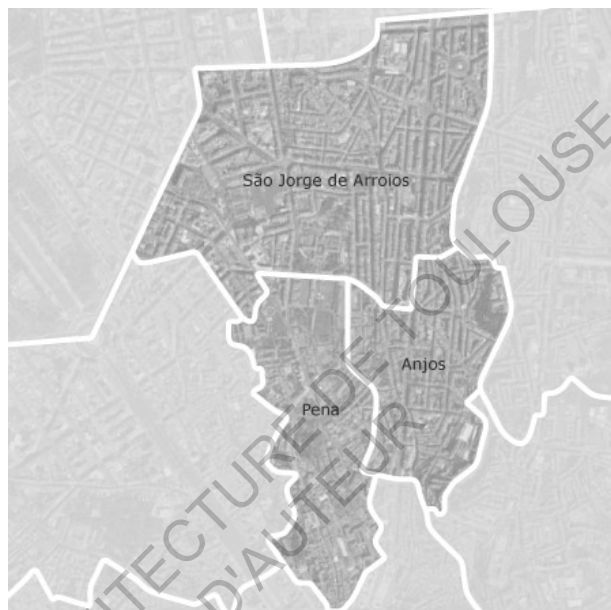 São Jorge de Arroios
Anjos
Pena
ITECTURE DE TOULOUSE
D'AUTEUR